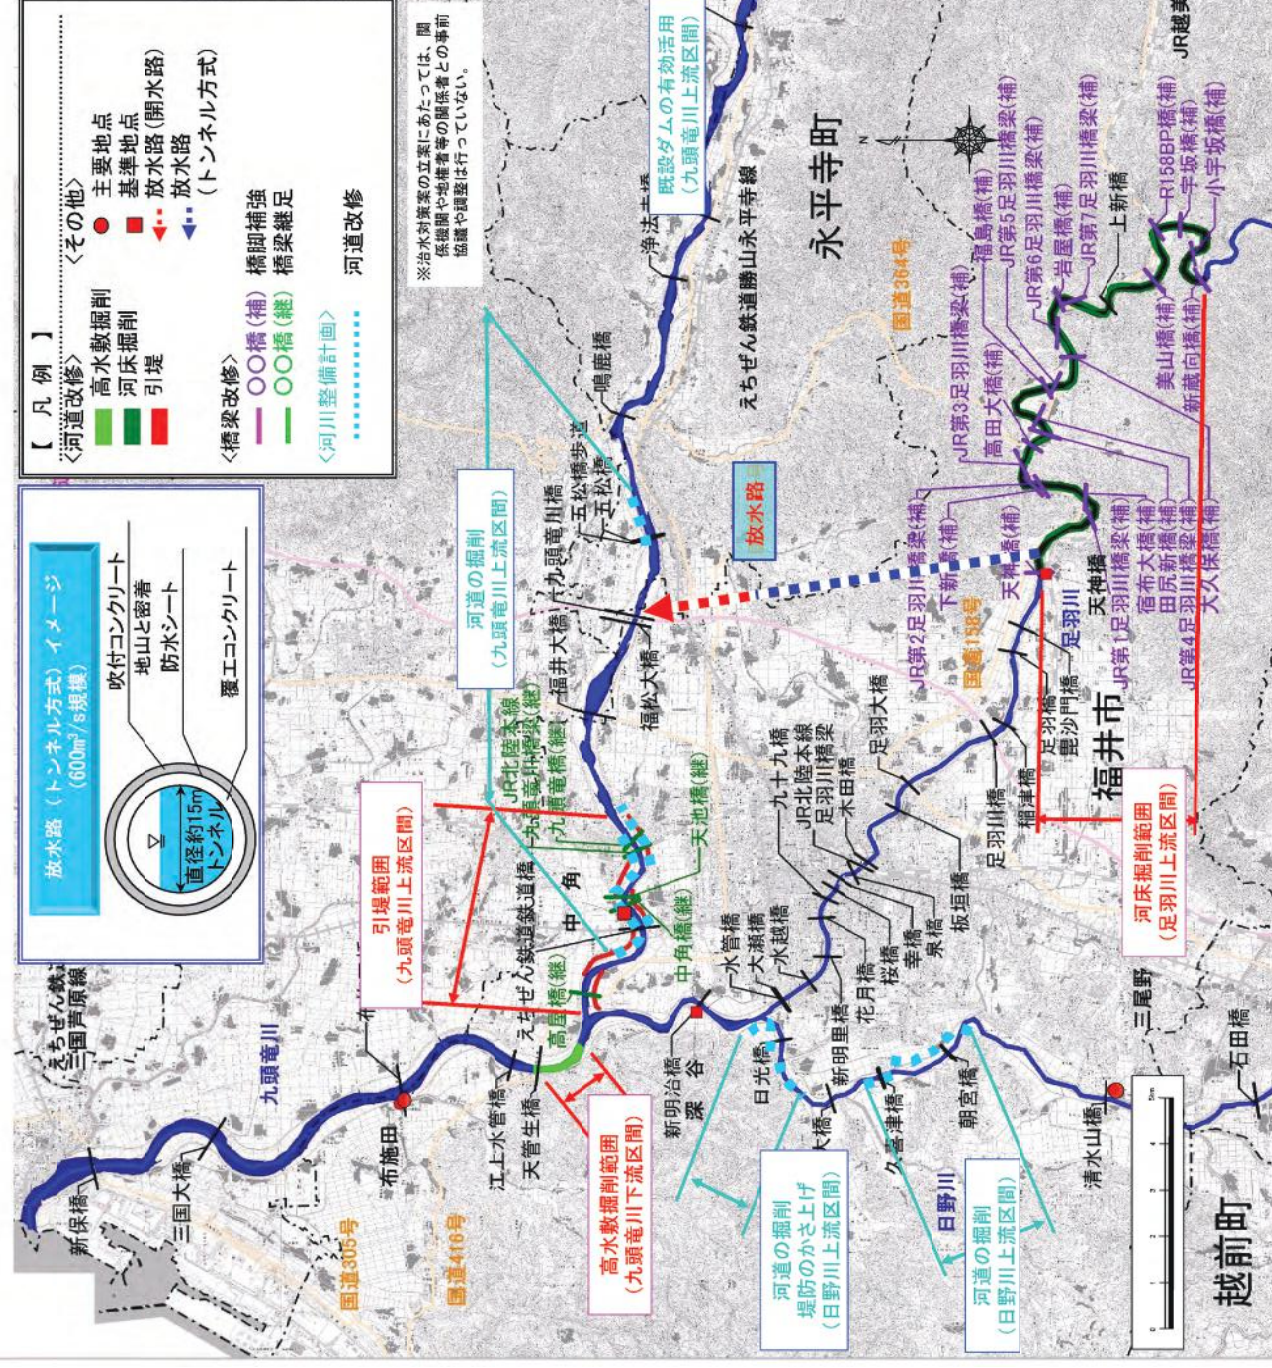 【 凡 例 】
<河道改修>
高水敷掘削
河床掘削
引堤
<その他>
主要地点
基準地点
放水路(開水路)
放水路
(トンネル方式)
<橋梁改修>
〇〇橋(補) 橋脚補強
〇〇橋(継) 橋梁継足
<河川整備計画>
河道改修
※治水対策案の立案にあたっては、関
係機関や地権者等の関係者との事前
協議や調整は行っていない。
放水路(トンネル方式)イメージ
(600m³/s規模)
吹付コンクリート
地山と密着
防水シート
覆エコンクリート
直径約15m
トンネル
既設ダムの有効活用
(九頭竜川上流区間)
河道の掘削
(九頭竜川上流区間)
引堤範囲
(九頭竜川上流区間)
高水敷掘削範囲
(九頭竜川下流区間)
河道の掘削
堤防のかさ上げ
(日野川上流区間)
河道の掘削
(日野川上流区間)
河床掘削範囲
(足羽川上流区間)
放水路
永平寺町
福井市
越前町
えちぜん鉄道勝山永平寺線
三国芦原線
JR越美
国道364号
国道158号
国道305号
国道416号
九頭竜川
日野川
足羽川
N
新保橋
三国大橋
布施田
江上水管橋
天管生橋
高屋橋(継)
えちぜん鉄道鉄道橋
中 角
中角橋(継)
天池橋(継)
九頭竜橋(継)
JR北陸本線
九頭竜川橋梁(継)
福井大橋
福松大橋
九頭竜川橋
五松橋歩道
五松橋
鳴鹿橋
新明治橋
深 谷
日光橋
水管橋
大瀬橋
水越橋
新明里橋
花月橋
桜橋
幸橋
泉橋
板垣橋
九十九橋
JR北陸本線
足羽川橋梁
木田橋
足羽大橋
足羽川橋
稲津橋
足羽橋
毘沙門橋
天神橋
久喜津橋
朝宮橋
清水山橋
三尾野
石田橋
上新橋
JR第2足羽川橋梁(補)
下新橋(補)
天神橋(補)
JR第1足羽川橋梁(補)
宿布大橋(補)
田尻新橋(補)
JR第4足羽川橋梁(補)
大久保橋(補)
JR第3足羽川橋梁(補)
高田大橋(補)
福島橋(補)
JR第5足羽川橋梁(補)
JR第6足羽川橋梁(補)
岩屋橋(補)
JR第7足羽川橋梁(補)
美山橋(補)
新蔵向橋(補)
R158BP橋(補)
宇坂橋(補)
小宇坂橋(補)
0 1 2 3 4 5